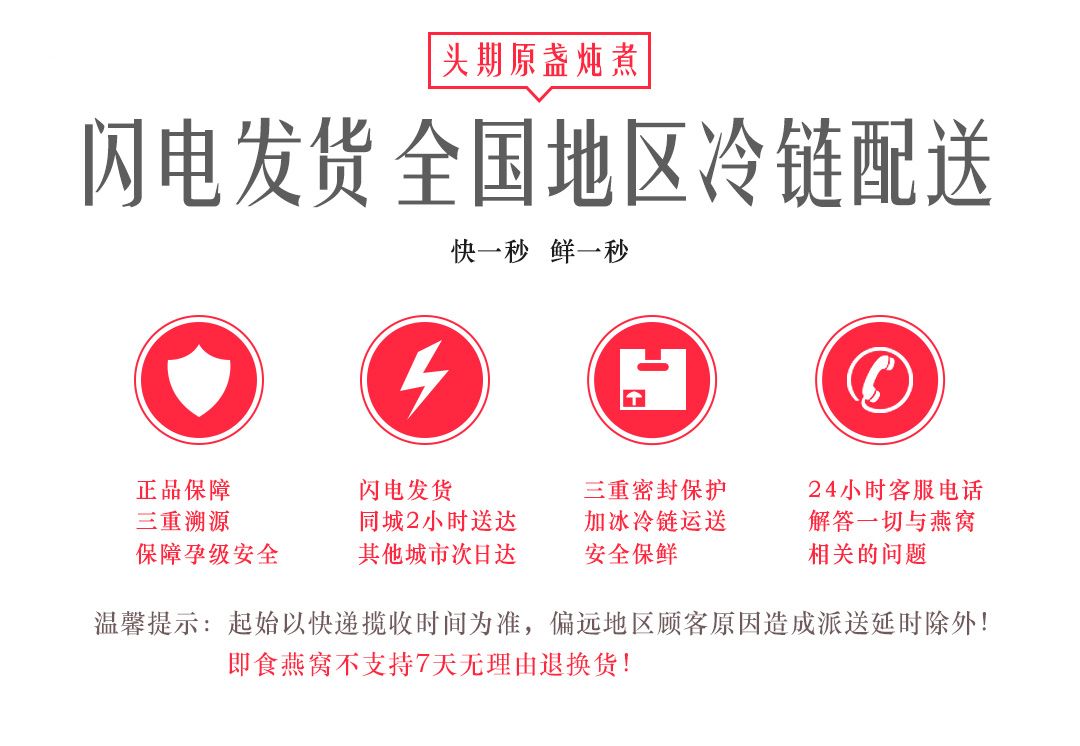 头期原盏炖煮
闪电发货 全国地区冷链配送
快一秒 鲜一秒
正品保障
三重溯源
保障孕级安全
闪电发货
同城2小时送达
其他城市次日达
三重密封保护
加冰冷链运送
安全保鲜
24小时客服电话
解答一切与燕窝
相关的问题
温馨提示：起始以快递揽收时间为准，偏远地区顾客原因造成派送延时除外！
即食燕窝不支持7天无理由退换货！